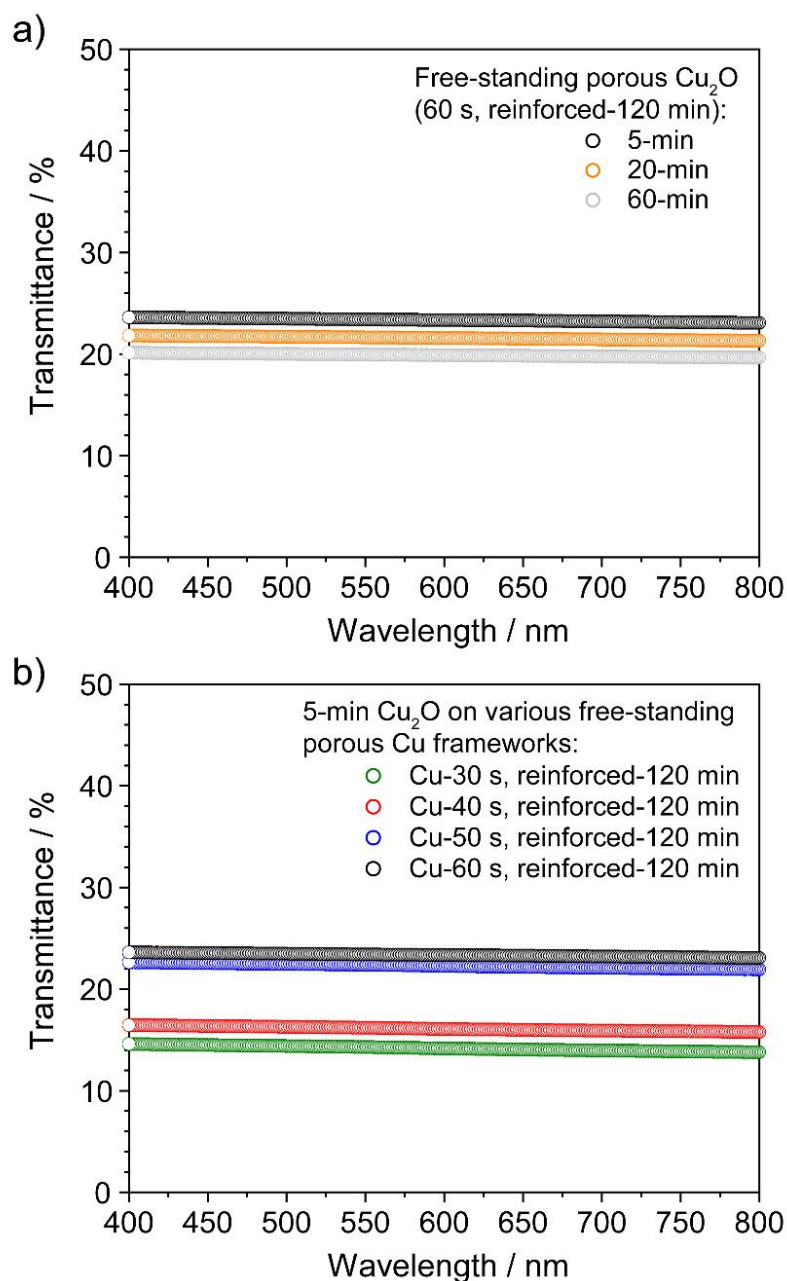 a)
50
40
30
20
10
0
Transmittance / %
Free-standing porous Cu₂O
(60 s, reinforced-120 min):
5-min
20-min
60-min
400 450 500 550 600 650 700 750 800
Wavelength / nm
b)
50
40
30
20
10
0
Transmittance / %
5-min Cu₂O on various free-standing
porous Cu frameworks:
Cu-30 s, reinforced-120 min
Cu-40 s, reinforced-120 min
Cu-50 s, reinforced-120 min
Cu-60 s, reinforced-120 min
400 450 500 550 600 650 700 750 800
Wavelength / nm